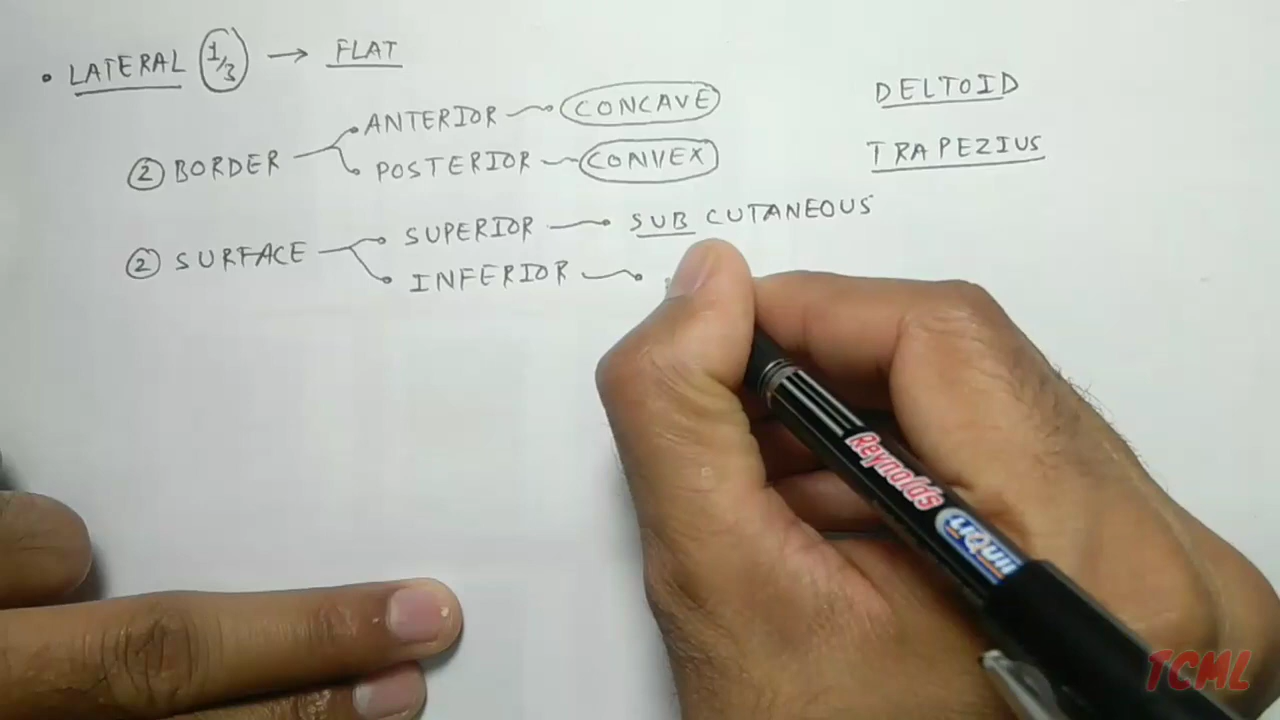 • LATERAL (1/3) → FLAT
② BORDER
ANTERIOR CONCAVE
POSTERIOR CONVEX
② SURFACE
SUPERIOR SUB CUTANEOUS
INFERIOR
DELTOID
TRAPEZIUS
Reynolds
LIQUI
TCML